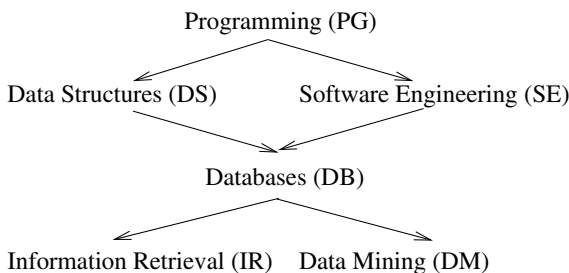 Programming (PG)
Data Structures (DS)
Software Engineering (SE)
Databases (DB)
Information Retrieval (IR)
Data Mining (DM)